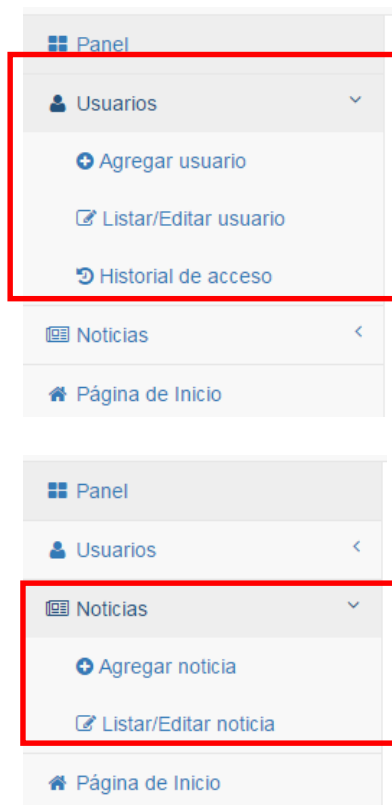 Panel
Usuarios
Agregar usuario
Listar/Editar usuario
Historial de acceso
Noticias
Página de Inicio
Panel
Usuarios
Noticias
Agregar noticia
Listar/Editar noticia
Página de Inicio